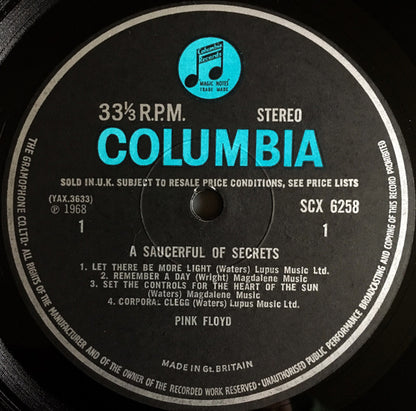 Columbia
Records
MAGIC NOTES
TRADE MARK
33⅓ R.P.M. STEREO
COLUMBIA
SOLD IN U.K. SUBJECT TO RESALE PRICE CONDITIONS, SEE PRICE LISTS
(YAX.3633)
℗ 1968
SCX 6258
1 1
A SAUCERFUL OF SECRETS
1. LET THERE BE MORE LIGHT (Waters) Lupus Music Ltd.
2. REMEMBER A DAY (Wright) Magdalene Music
3. SET THE CONTROLS FOR THE HEART OF THE SUN
(Waters) Magdalene Music
4. CORPORAL CLEGG (Waters) Lupus Music Ltd.
PINK FLOYD
MADE IN Gt. BRITAIN
THE GRAMOPHONE CO. LTD. · ALL RIGHTS OF THE MANUFACTURER AND OF THE OWNER OF THE RECORDED WORK RESERVED · UNAUTHORISED PUBLIC PERFORMANCE BROADCASTING AND COPYING OF THIS RECORD PROHIBITED